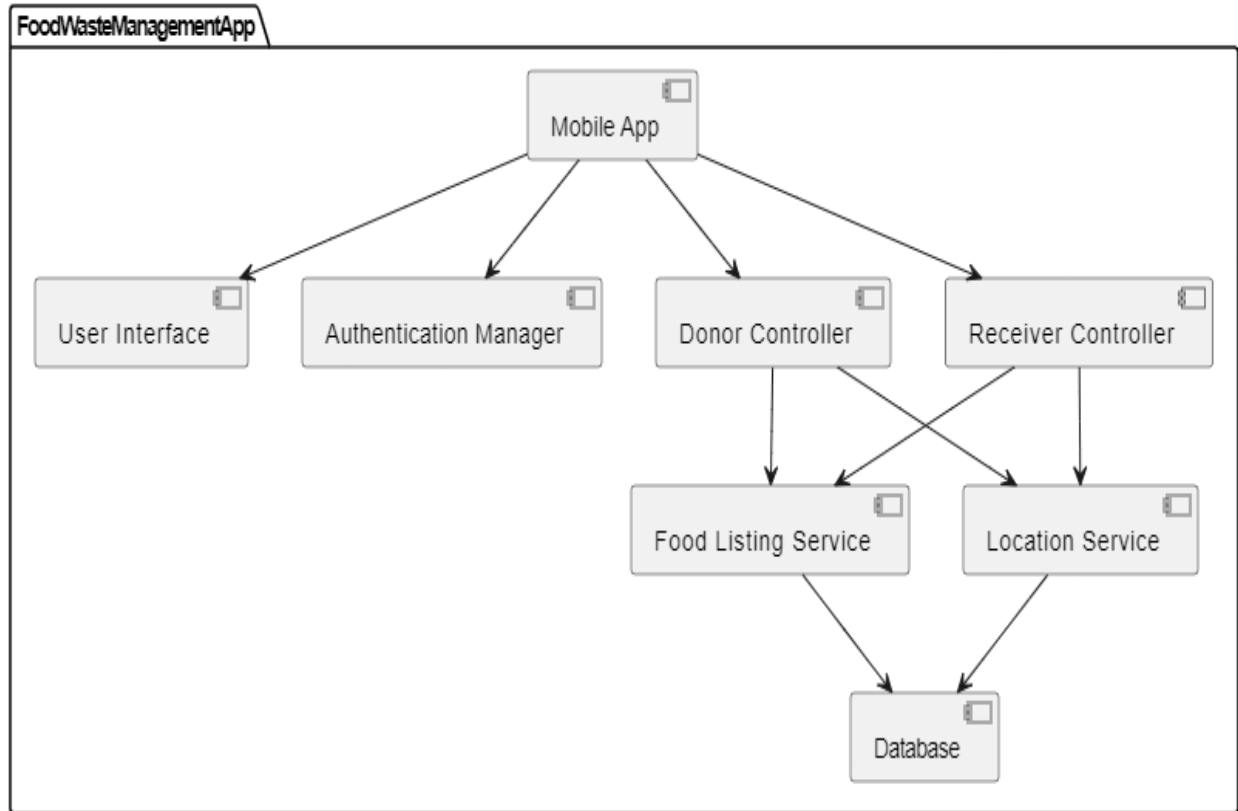 FoodWasteManagementApp
Mobile App
User Interface
Authentication Manager
Donor Controller
Receiver Controller
Food Listing Service
Location Service
Database